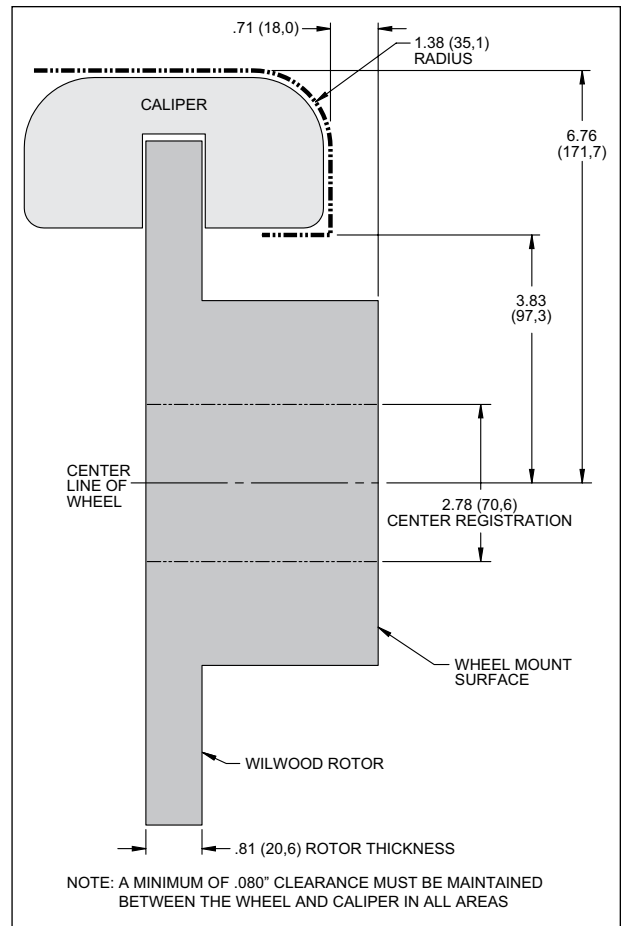 .71 (18,0)
1.38 (35,1)
RADIUS
CALIPER
6.76
(171,7)
3.83
(97,3)
CENTER
LINE OF
WHEEL
2.78 (70,6)
CENTER REGISTRATION
WHEEL MOUNT
SURFACE
WILWOOD ROTOR
.81 (20,6) ROTOR THICKNESS
NOTE: A MINIMUM OF .080" CLEARANCE MUST BE MAINTAINED
BETWEEN THE WHEEL AND CALIPER IN ALL AREAS